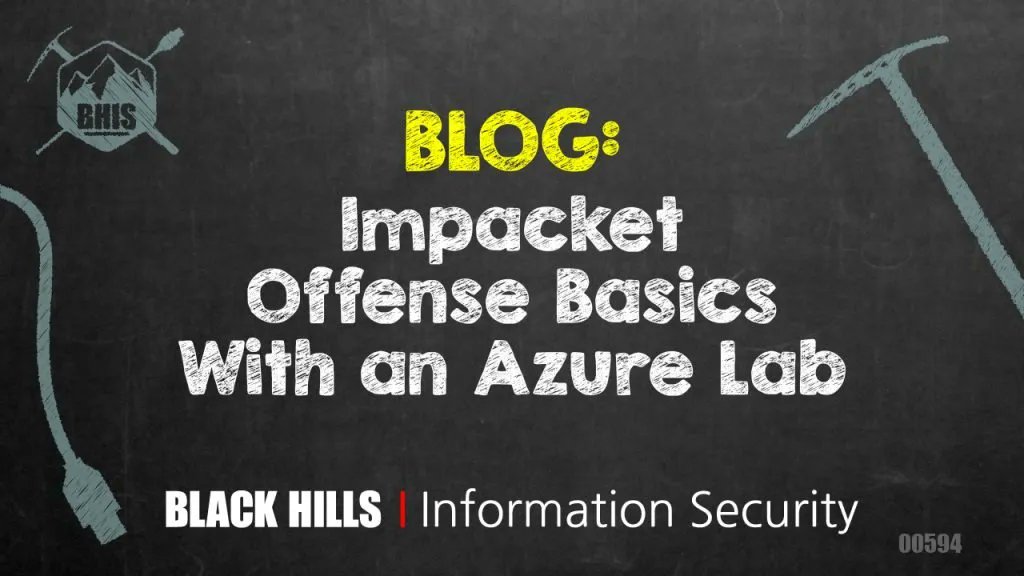 BHIS
BLOG:
Impacket
Offense Basics
With an Azure Lab
BLACK HILLS | Information Security
00594